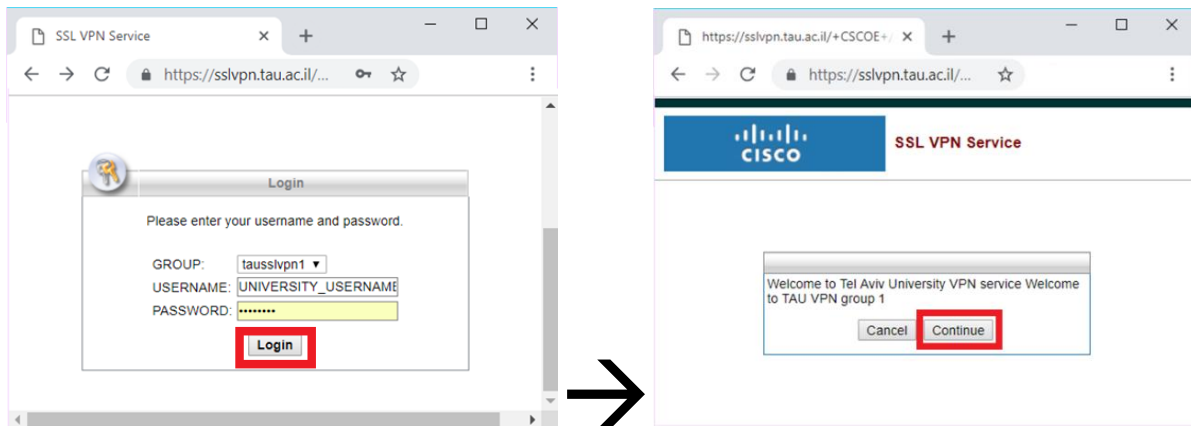 SSL VPN Service
https://sslvpn.tau.ac.il/...
Login
Please enter your username and password.
GROUP: tausslvpn1
USERNAME: UNIVERSITY_USERNAME
PASSWORD: ••••••••
Login
https://sslvpn.tau.ac.il/+CSCOE+/
https://sslvpn.tau.ac.il/...
CISCO
SSL VPN Service
Welcome to Tel Aviv University VPN service Welcome
to TAU VPN group 1
Cancel Continue